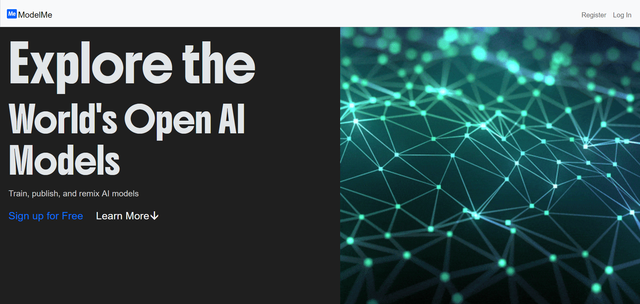 Me ModelMe
Register Log In
Explore the
World's Open AI
Models
Train, publish, and remix AI models
Sign up for Free Learn More